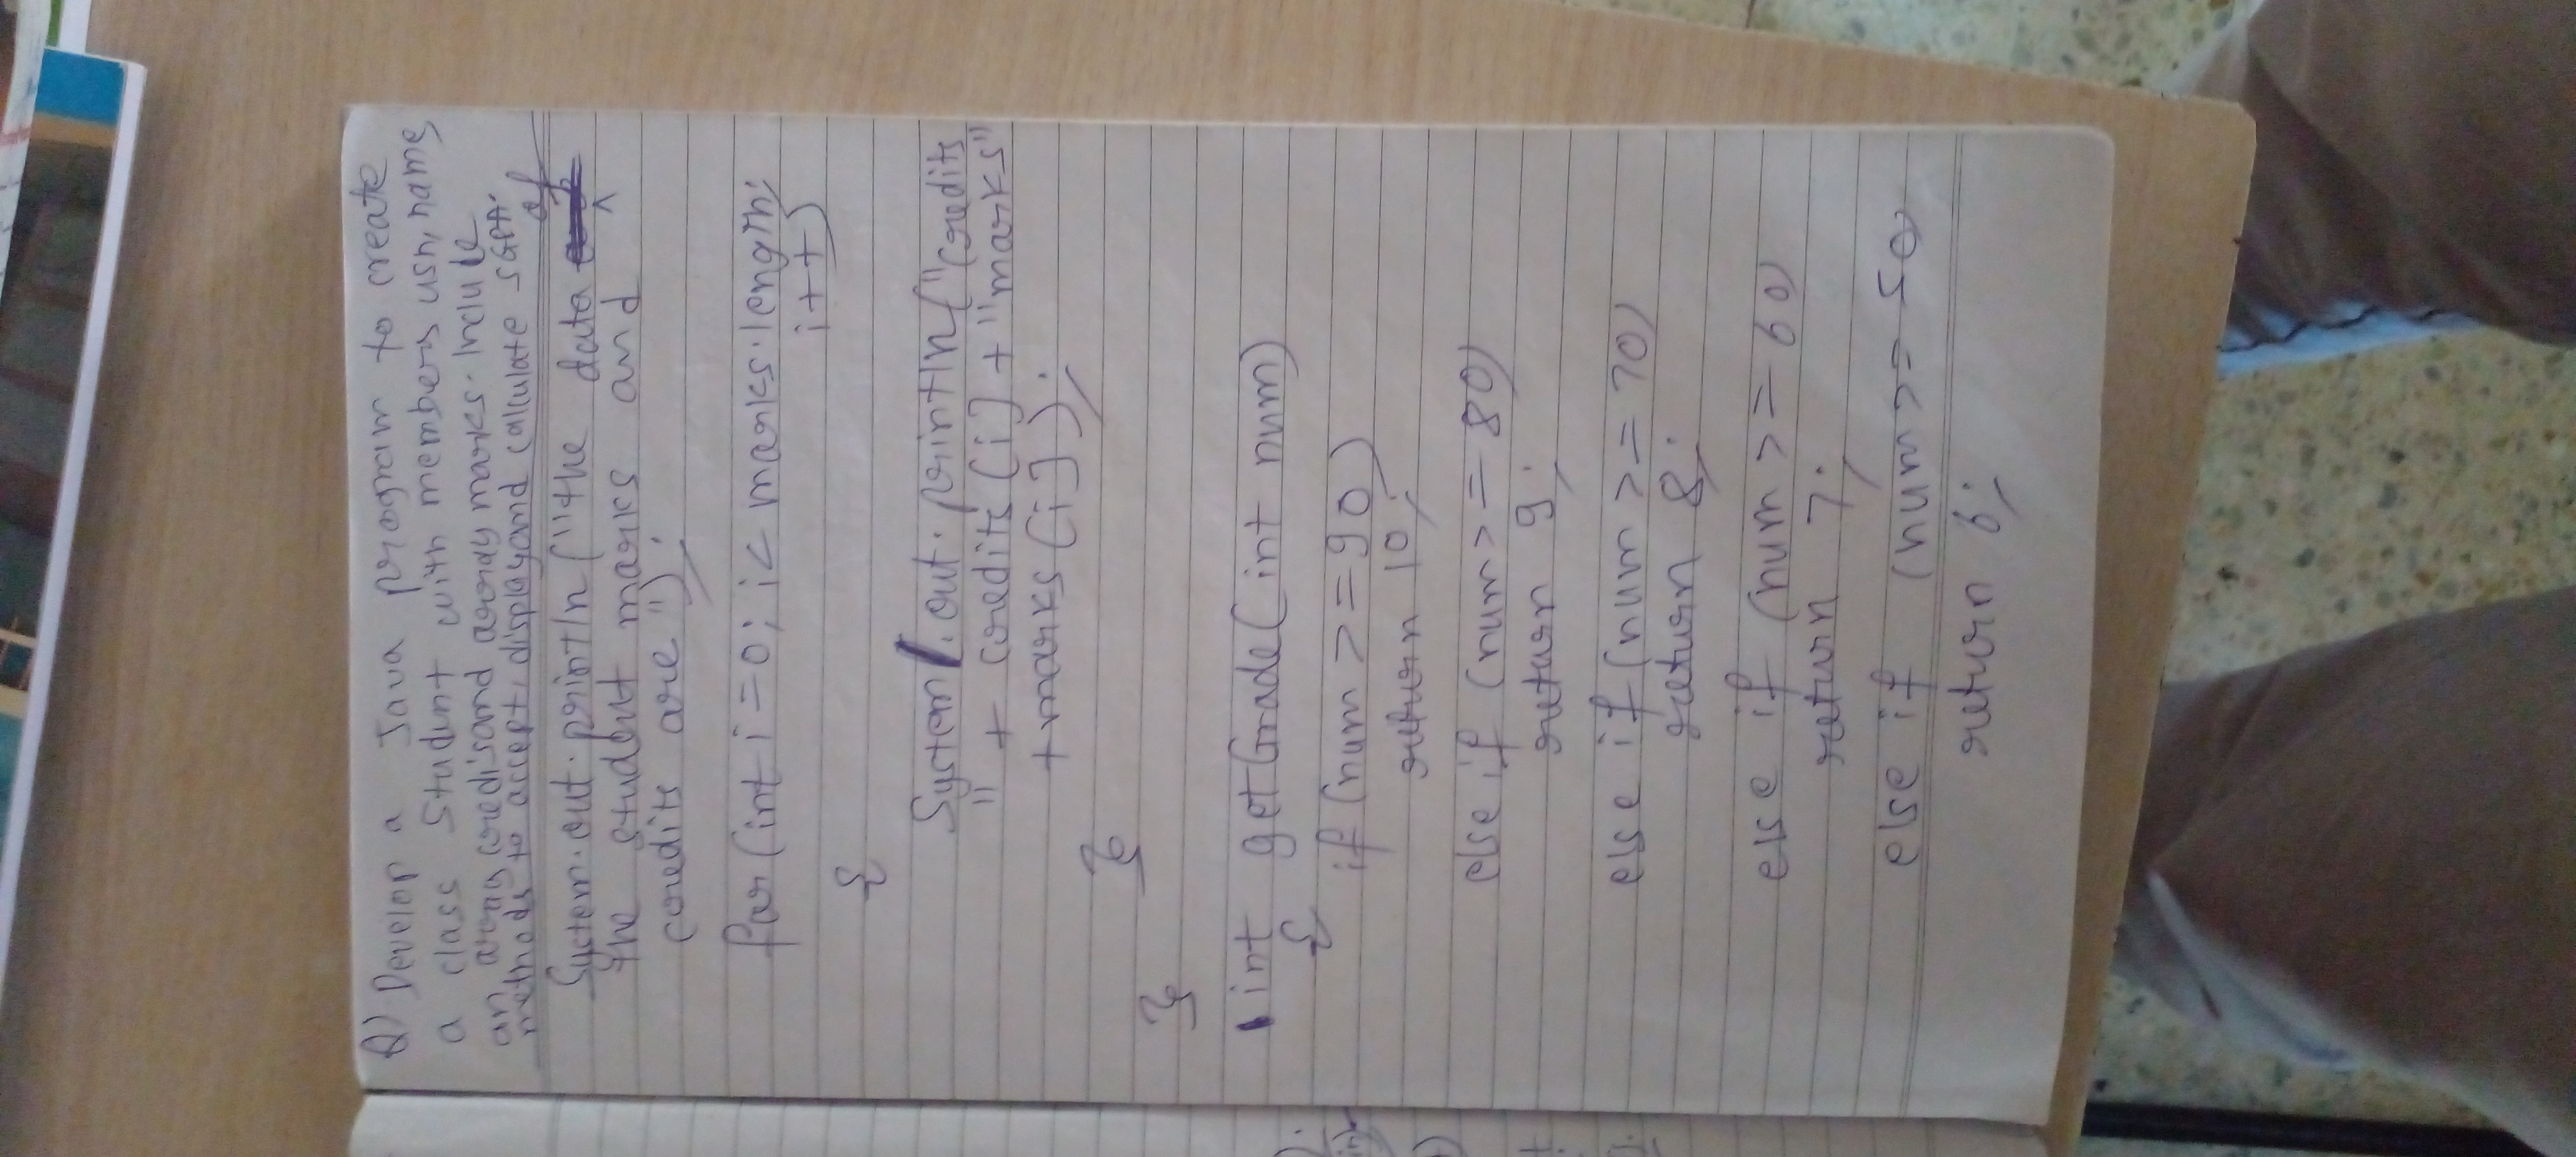 Q) Develop a Java program to create
a class Student with members usn, name,
an array credits and array marks. Include
methods to accept, display and calculate SGPA.
System.out.println("the data of
the student marks and
credits are");
for(int i=0; i< marks.length;
i++)
{
System.out.println("credits
" + credits[i] + "marks"
+marks[i]);
}
}
int getGrade(int num)
{
if(num >= 90)
return 10;
else if (num >= 80)
return 9;
else if (num >= 70)
return 8;
else if (num >= 60)
return 7;
else if (num >= 50)
return 6;